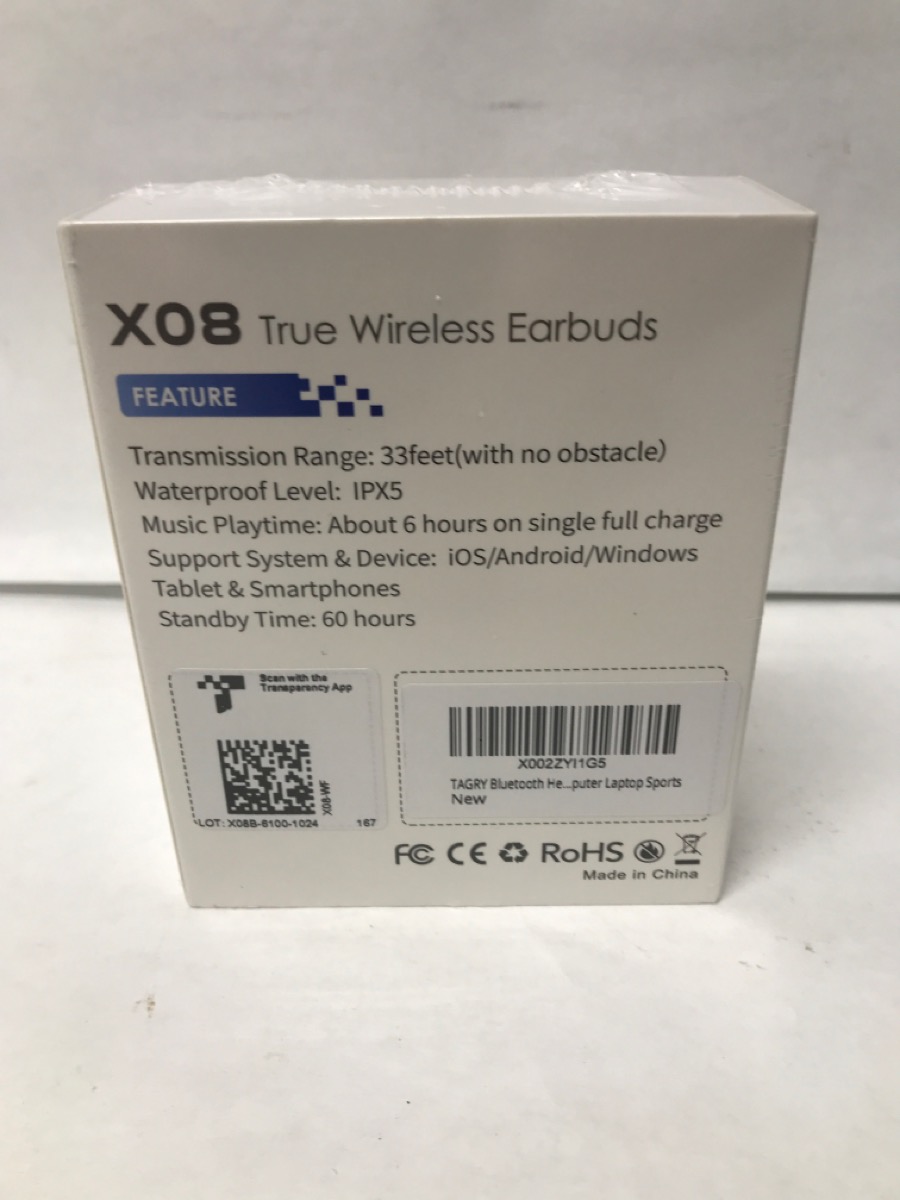 X08 True Wireless Earbuds
FEATURE
Transmission Range: 33feet(with no obstacle)
Waterproof Level: IPX5
Music Playtime: About 6 hours on single full charge
Support System & Device: iOS/Android/Windows
Tablet & Smartphones
Standby Time: 60 hours
Scan with the
Transparency App
X08-WF
LOT: X08B-8100-1024 167
X002ZYI1G5
TAGRY Bluetooth He...puter Laptop Sports
New
FC CE RoHS
Made in China